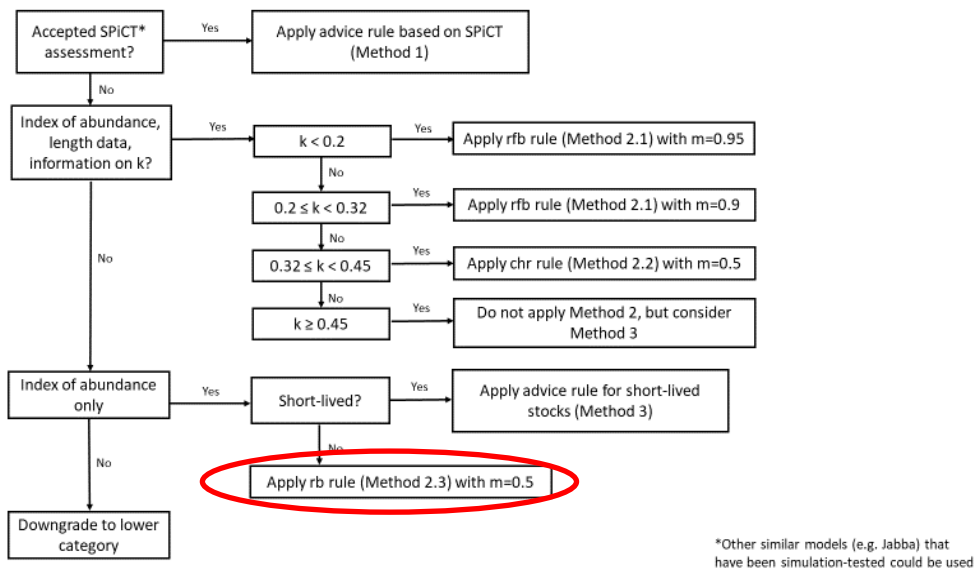 Accepted SPiCT*
assessment?
Yes
Apply advice rule based on SPiCT
(Method 1)
No
Index of abundance,
length data,
information on k?
Yes
k < 0.2
Yes
Apply rfb rule (Method 2.1) with m=0.95
No
0.2 ≤ k < 0.32
Yes
Apply rfb rule (Method 2.1) with m=0.9
No
0.32 ≤ k < 0.45
Yes
Apply chr rule (Method 2.2) with m=0.5
No
k ≥ 0.45
Yes
Do not apply Method 2, but consider
Method 3
No
Index of abundance
only
Yes
Short-lived?
Yes
Apply advice rule for short-lived
stocks (Method 3)
No
Apply rb rule (Method 2.3) with m=0.5
No
Downgrade to lower
category
*Other similar models (e.g. Jabba) that
have been simulation-tested could be used